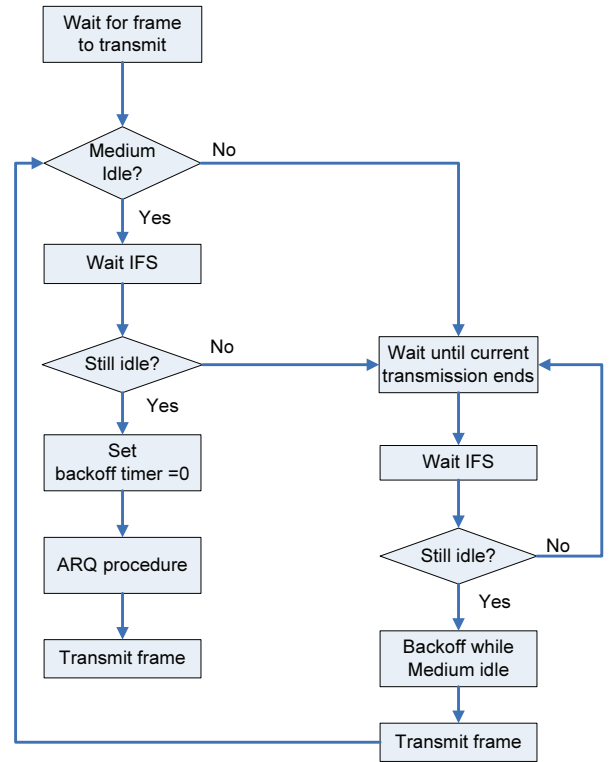 Wait for frame
to transmit
Medium
Idle?
No
Yes
Wait IFS
Still idle?
No
Yes
Set
backoff timer =0
ARQ procedure
Transmit frame
Wait until current
transmission ends
Wait IFS
Still idle?
No
Yes
Backoff while
Medium idle
Transmit frame